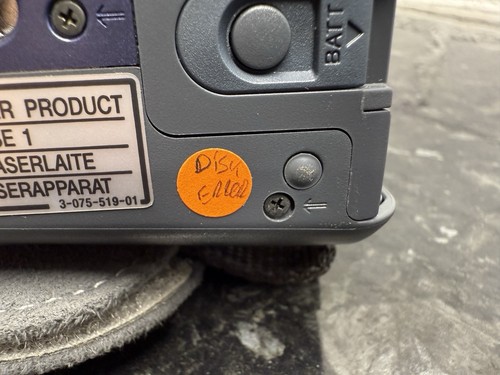 BATT
R PRODUCT
SE 1
ASERLAITE
SERAPPARAT
3-075-519-01
DISK
ERROR